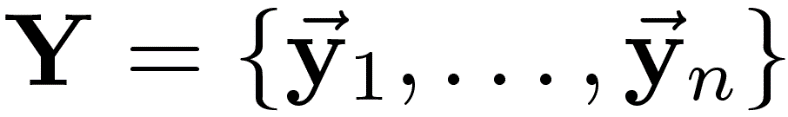 𝐘 = {𝐲⃗₁, . . . , 𝐲⃗ₙ}